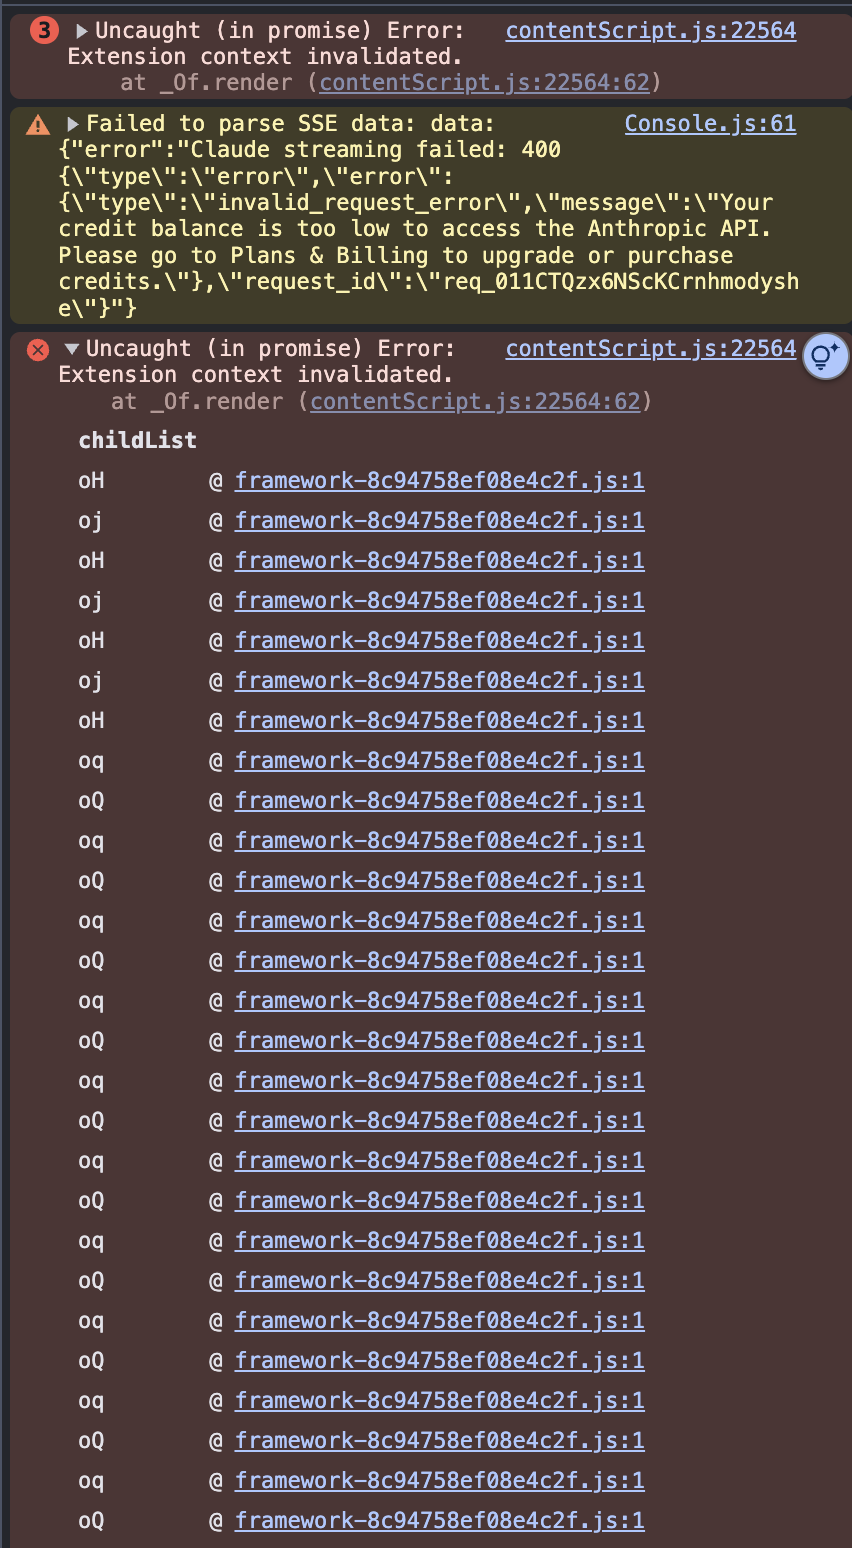 3 ▶Uncaught (in promise) Error: contentScript.js:22564
Extension context invalidated.
at _Of.render (contentScript.js:22564:62)
▶Failed to parse SSE data: data: Console.js:61
{"error":"Claude streaming failed: 400
{\"type\":\"error\",\"error\":
{\"type\":\"invalid_request_error\",\"message\":\"Your
credit balance is too low to access the Anthropic API.
Please go to Plans & Billing to upgrade or purchase
credits.\"},\"request_id\":\"req_011CTQzx6NScKCrnhmodysh
e\"}"}
▼Uncaught (in promise) Error: contentScript.js:22564
Extension context invalidated.
at _Of.render (contentScript.js:22564:62)
childList
oH @ framework-8c94758ef08e4c2f.js:1
oj @ framework-8c94758ef08e4c2f.js:1
oH @ framework-8c94758ef08e4c2f.js:1
oj @ framework-8c94758ef08e4c2f.js:1
oH @ framework-8c94758ef08e4c2f.js:1
oj @ framework-8c94758ef08e4c2f.js:1
oH @ framework-8c94758ef08e4c2f.js:1
oq @ framework-8c94758ef08e4c2f.js:1
oQ @ framework-8c94758ef08e4c2f.js:1
oq @ framework-8c94758ef08e4c2f.js:1
oQ @ framework-8c94758ef08e4c2f.js:1
oq @ framework-8c94758ef08e4c2f.js:1
oQ @ framework-8c94758ef08e4c2f.js:1
oq @ framework-8c94758ef08e4c2f.js:1
oQ @ framework-8c94758ef08e4c2f.js:1
oq @ framework-8c94758ef08e4c2f.js:1
oQ @ framework-8c94758ef08e4c2f.js:1
oq @ framework-8c94758ef08e4c2f.js:1
oQ @ framework-8c94758ef08e4c2f.js:1
oq @ framework-8c94758ef08e4c2f.js:1
oQ @ framework-8c94758ef08e4c2f.js:1
oq @ framework-8c94758ef08e4c2f.js:1
oQ @ framework-8c94758ef08e4c2f.js:1
oq @ framework-8c94758ef08e4c2f.js:1
oQ @ framework-8c94758ef08e4c2f.js:1
oq @ framework-8c94758ef08e4c2f.js:1
oQ @ framework-8c94758ef08e4c2f.js:1